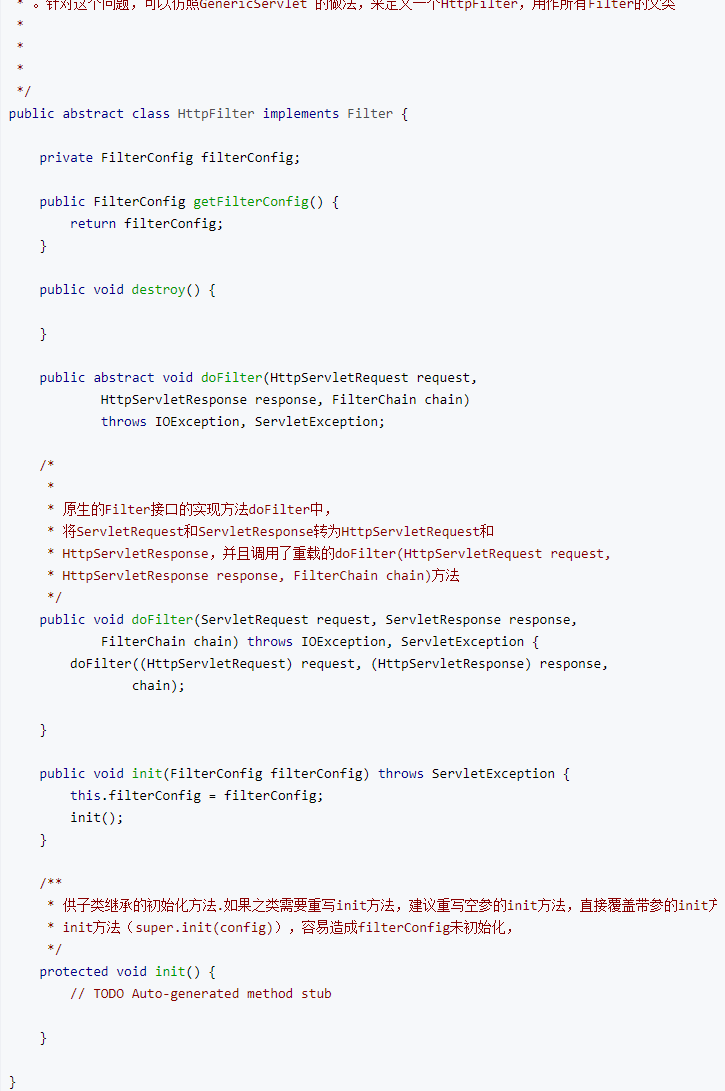 * 。针对这个问题，可以仿照GenericServlet 的做法，来定义一个HttpFilter，用作所有Filter的父类
*
*
*
*/
public abstract class HttpFilter implements Filter {
private FilterConfig filterConfig;
public FilterConfig getFilterConfig() {
return filterConfig;
}
public void destroy() {
}
public abstract void doFilter(HttpServletRequest request,
HttpServletResponse response, FilterChain chain)
throws IOException, ServletException;
/*
*
* 原生的Filter接口的实现方法doFilter中，
* 将ServletRequest和ServletResponse转为HttpServletRequest和
* HttpServletResponse，并且调用了重载的doFilter(HttpServletRequest request,
* HttpServletResponse response, FilterChain chain)方法
*/
public void doFilter(ServletRequest request, ServletResponse response,
FilterChain chain) throws IOException, ServletException {
doFilter((HttpServletRequest) request, (HttpServletResponse) response,
chain);
}
public void init(FilterConfig filterConfig) throws ServletException {
this.filterConfig = filterConfig;
init();
}
/**
* 供子类继承的初始化方法.如果之类需要重写init方法，建议重写空参的init方法，直接覆盖带参的init方
* init方法（super.init(config)），容易造成filterConfig未初始化，
*/
protected void init() {
// TODO Auto-generated method stub
}
}